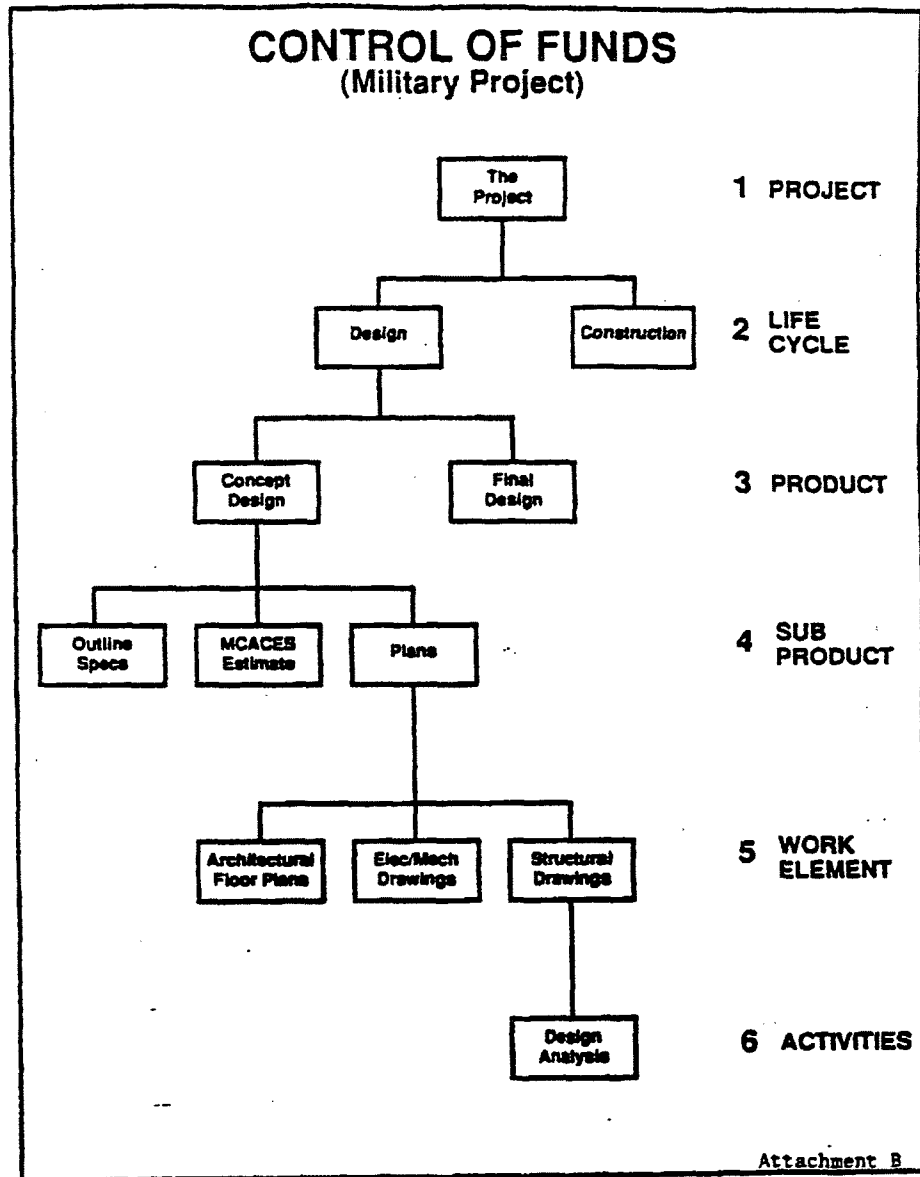 CONTROL OF FUNDS
(Military Project)
The
Project
1 PROJECT
Design
Construction
2 LIFE
CYCLE
Concept
Design
Final
Design
3 PRODUCT
Outline
Specs
MCACES
Estimate
Plans
4 SUB
PRODUCT
Architectural
Floor Plans
Elec/Mech
Drawings
Structural
Drawings
5 WORK
ELEMENT
Design
Analysis
6 ACTIVITIES
Attachment B